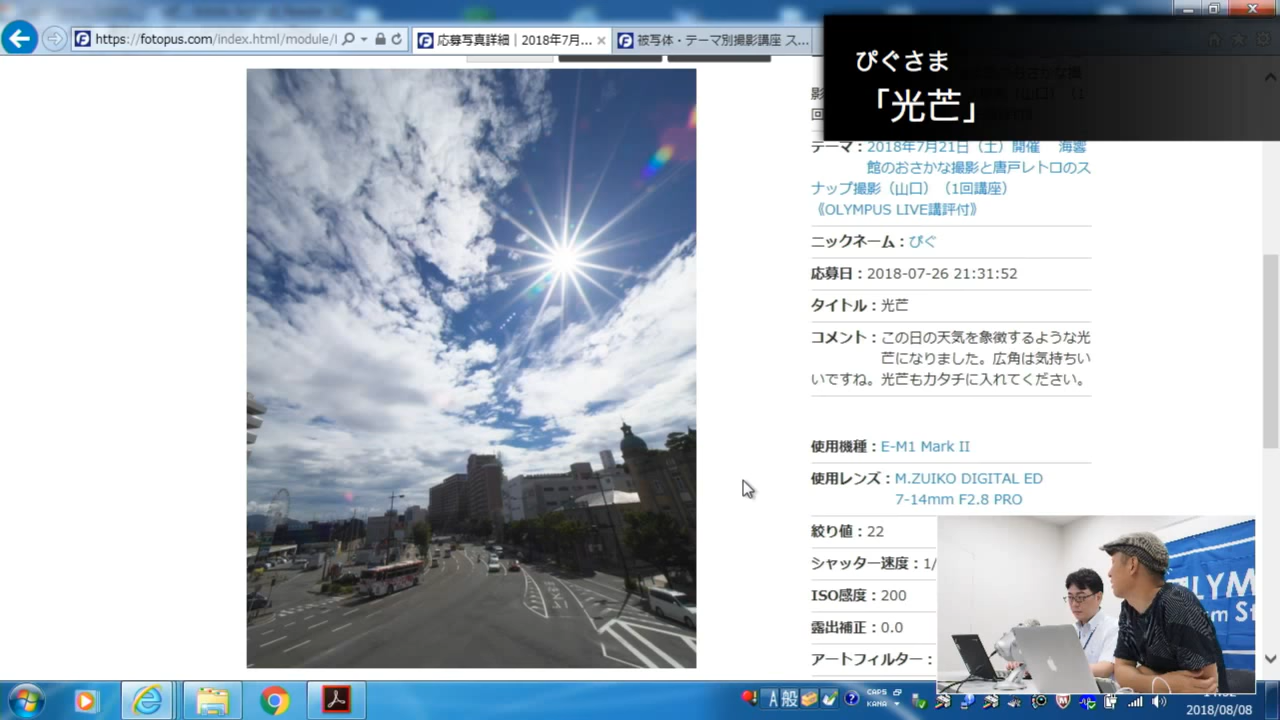 https://fotopus.com/index.html/module/l
応募写真詳細｜2018年7月...
被写体・テーマ別撮影講座 ス...
ぴぐさま
「光芒」
テーマ：2018年7月21日（土）開催　海響
館のおさかな撮影と唐戸レトロのス
ナップ撮影（山口）（1回講座）
《OLYMPUS LIVE講評付》
ニックネーム：ぴぐ
応募日：2018-07-26 21:31:52
タイトル：光芒
コメント：この日の天気を象徴するような光
芒になりました。広角は気持ちい
いですね。光芒もカタチに入れてください。
使用機種：E-M1 Mark II
使用レンズ：M.ZUIKO DIGITAL ED
7-14mm F2.8 PRO
絞り値：22
シャッター速度：1/
ISO感度：200
露出補正：0.0
アートフィルター：
OLYM
A 般
CAPS
KANA
2018/08/08